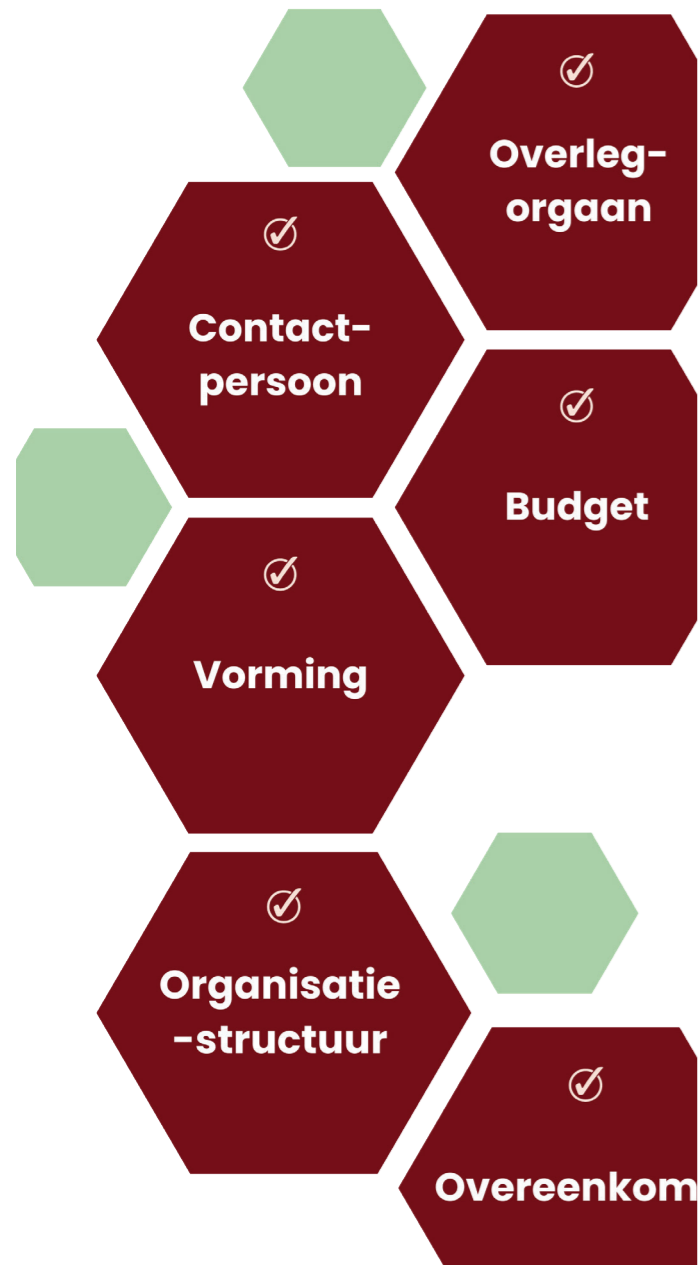 Overleg-
orgaan
Contact-
persoon
Budget
Vorming
Organisatie
-structuur
Overeenkom